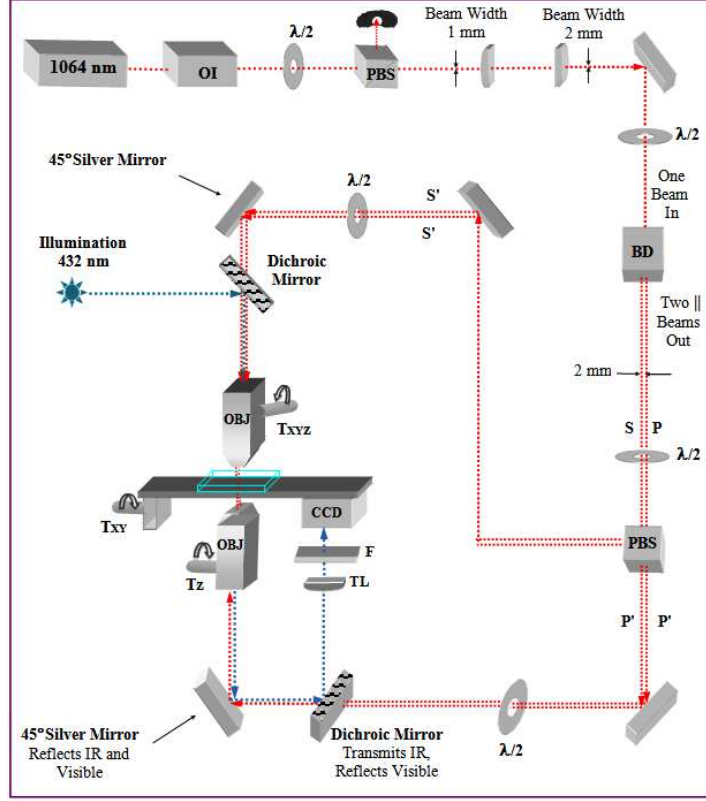 1064 nm
OI
λ/2
PBS
Beam Width
1 mm
Beam Width
2 mm
λ/2
One
Beam
In
BD
Two ||
Beams
Out
2 mm
S P
λ/2
PBS
P' P'
45°Silver Mirror
λ/2
S'
S'
Illumination
432 nm
Dichroic
Mirror
OBJ
TXYZ
TXY
OBJ
TZ
CCD
F
TL
45°Silver Mirror
Reflects IR and
Visible
Dichroic Mirror
Transmits IR,
Reflects Visible
λ/2